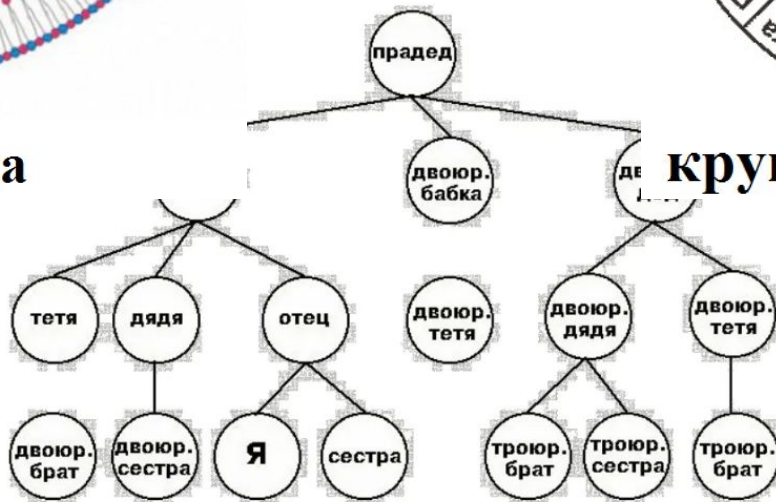 прадед
а
двоюр.
бабка
кру
тетя
дядя
отец
двоюр.
тетя
двоюр.
дядя
двоюр.
тетя
двоюр.
брат
двоюр.
сестра
Я
сестра
троюр.
брат
троюр.
сестра
троюр.
брат